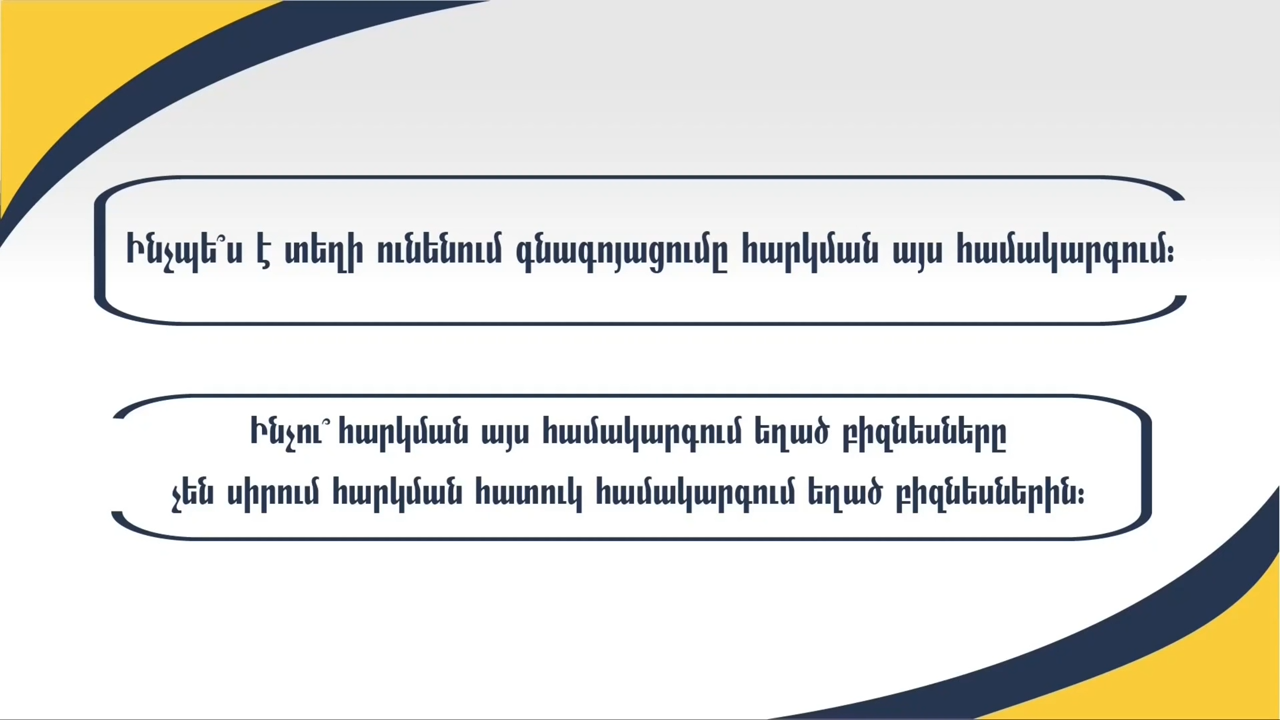 Ինչպե՞ս է տեղի ունենում գնագոյացումը հարկման այս համակարգում։
Ինչու՞ հարկման այս համակարգում եղած բիզնեսները
չեն սիրում հարկման հատուկ համակարգում եղած բիզնեսներին։